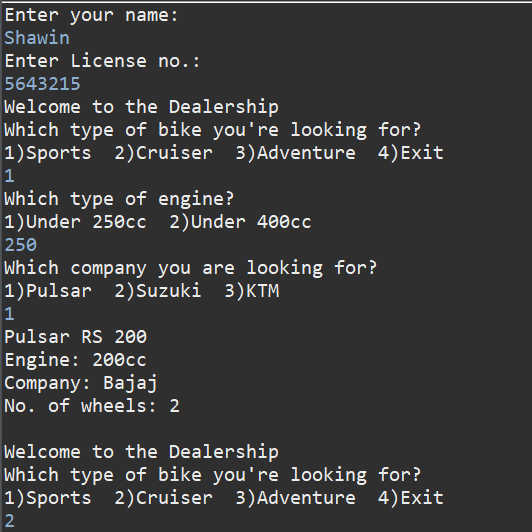 Enter your name:
Shawin
Enter License no.:
5643215
Welcome to the Dealership
Which type of bike you're looking for?
1)Sports  2)Cruiser  3)Adventure  4)Exit
1
Which type of engine?
1)Under 250cc  2)Under 400cc
250
Which company you are looking for?
1)Pulsar  2)Suzuki  3)KTM
1
Pulsar RS 200
Engine: 200cc
Company: Bajaj
No. of wheels: 2

Welcome to the Dealership
Which type of bike you're looking for?
1)Sports  2)Cruiser  3)Adventure  4)Exit
2